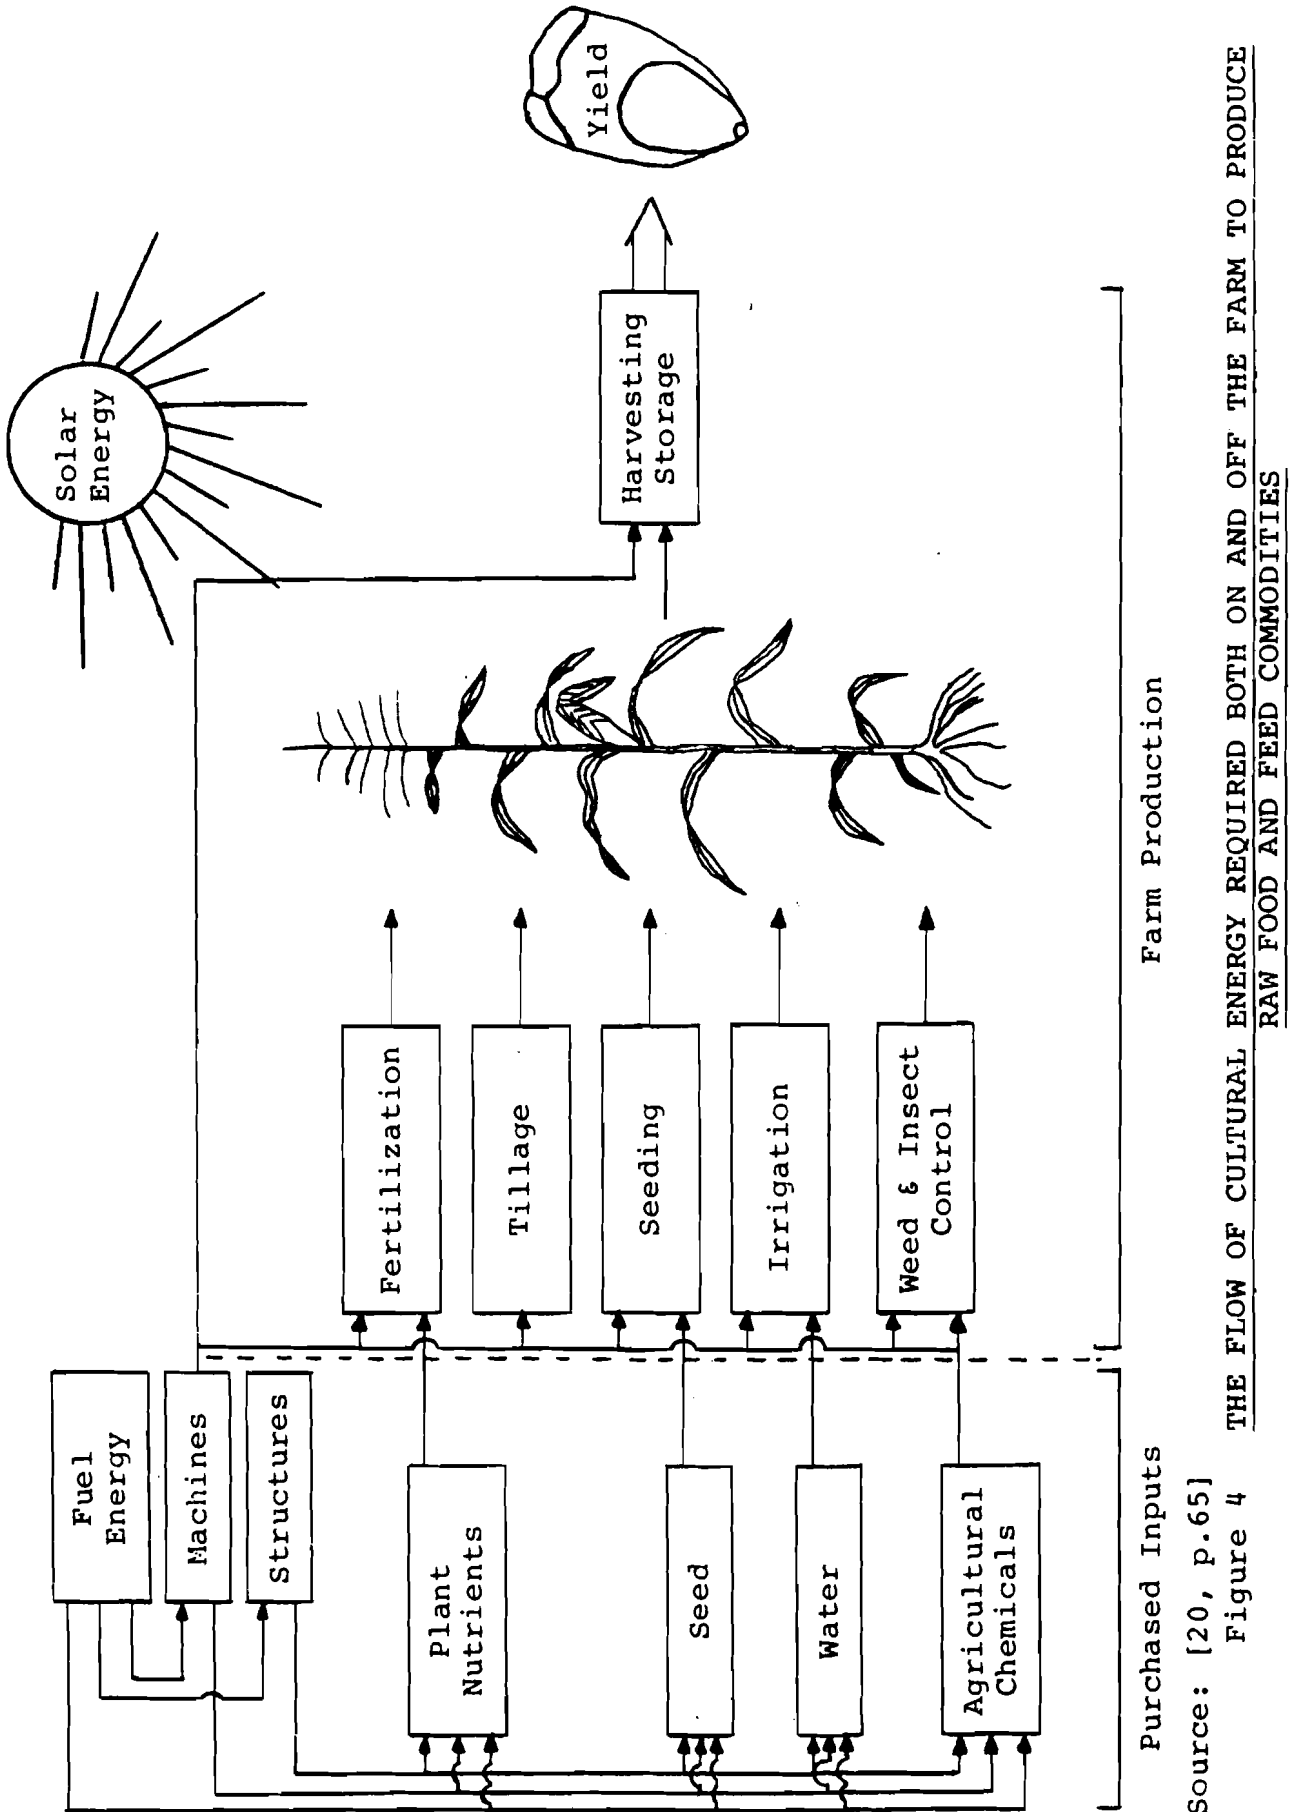 Fuel
Energy
Machines
Structures
Plant
Nutrients
Seed
Water
Agricultural
Chemicals
Purchased Inputs
Fertilization
Tillage
Seeding
Irrigation
Weed & Insect
Control
Farm Production
Solar
Energy
Harvesting
Storage
Yield
Source: [20, p.65]
Figure 4 THE FLOW OF CULTURAL ENERGY REQUIRED BOTH ON AND OFF THE FARM TO PRODUCE
RAW FOOD AND FEED COMMODITIES